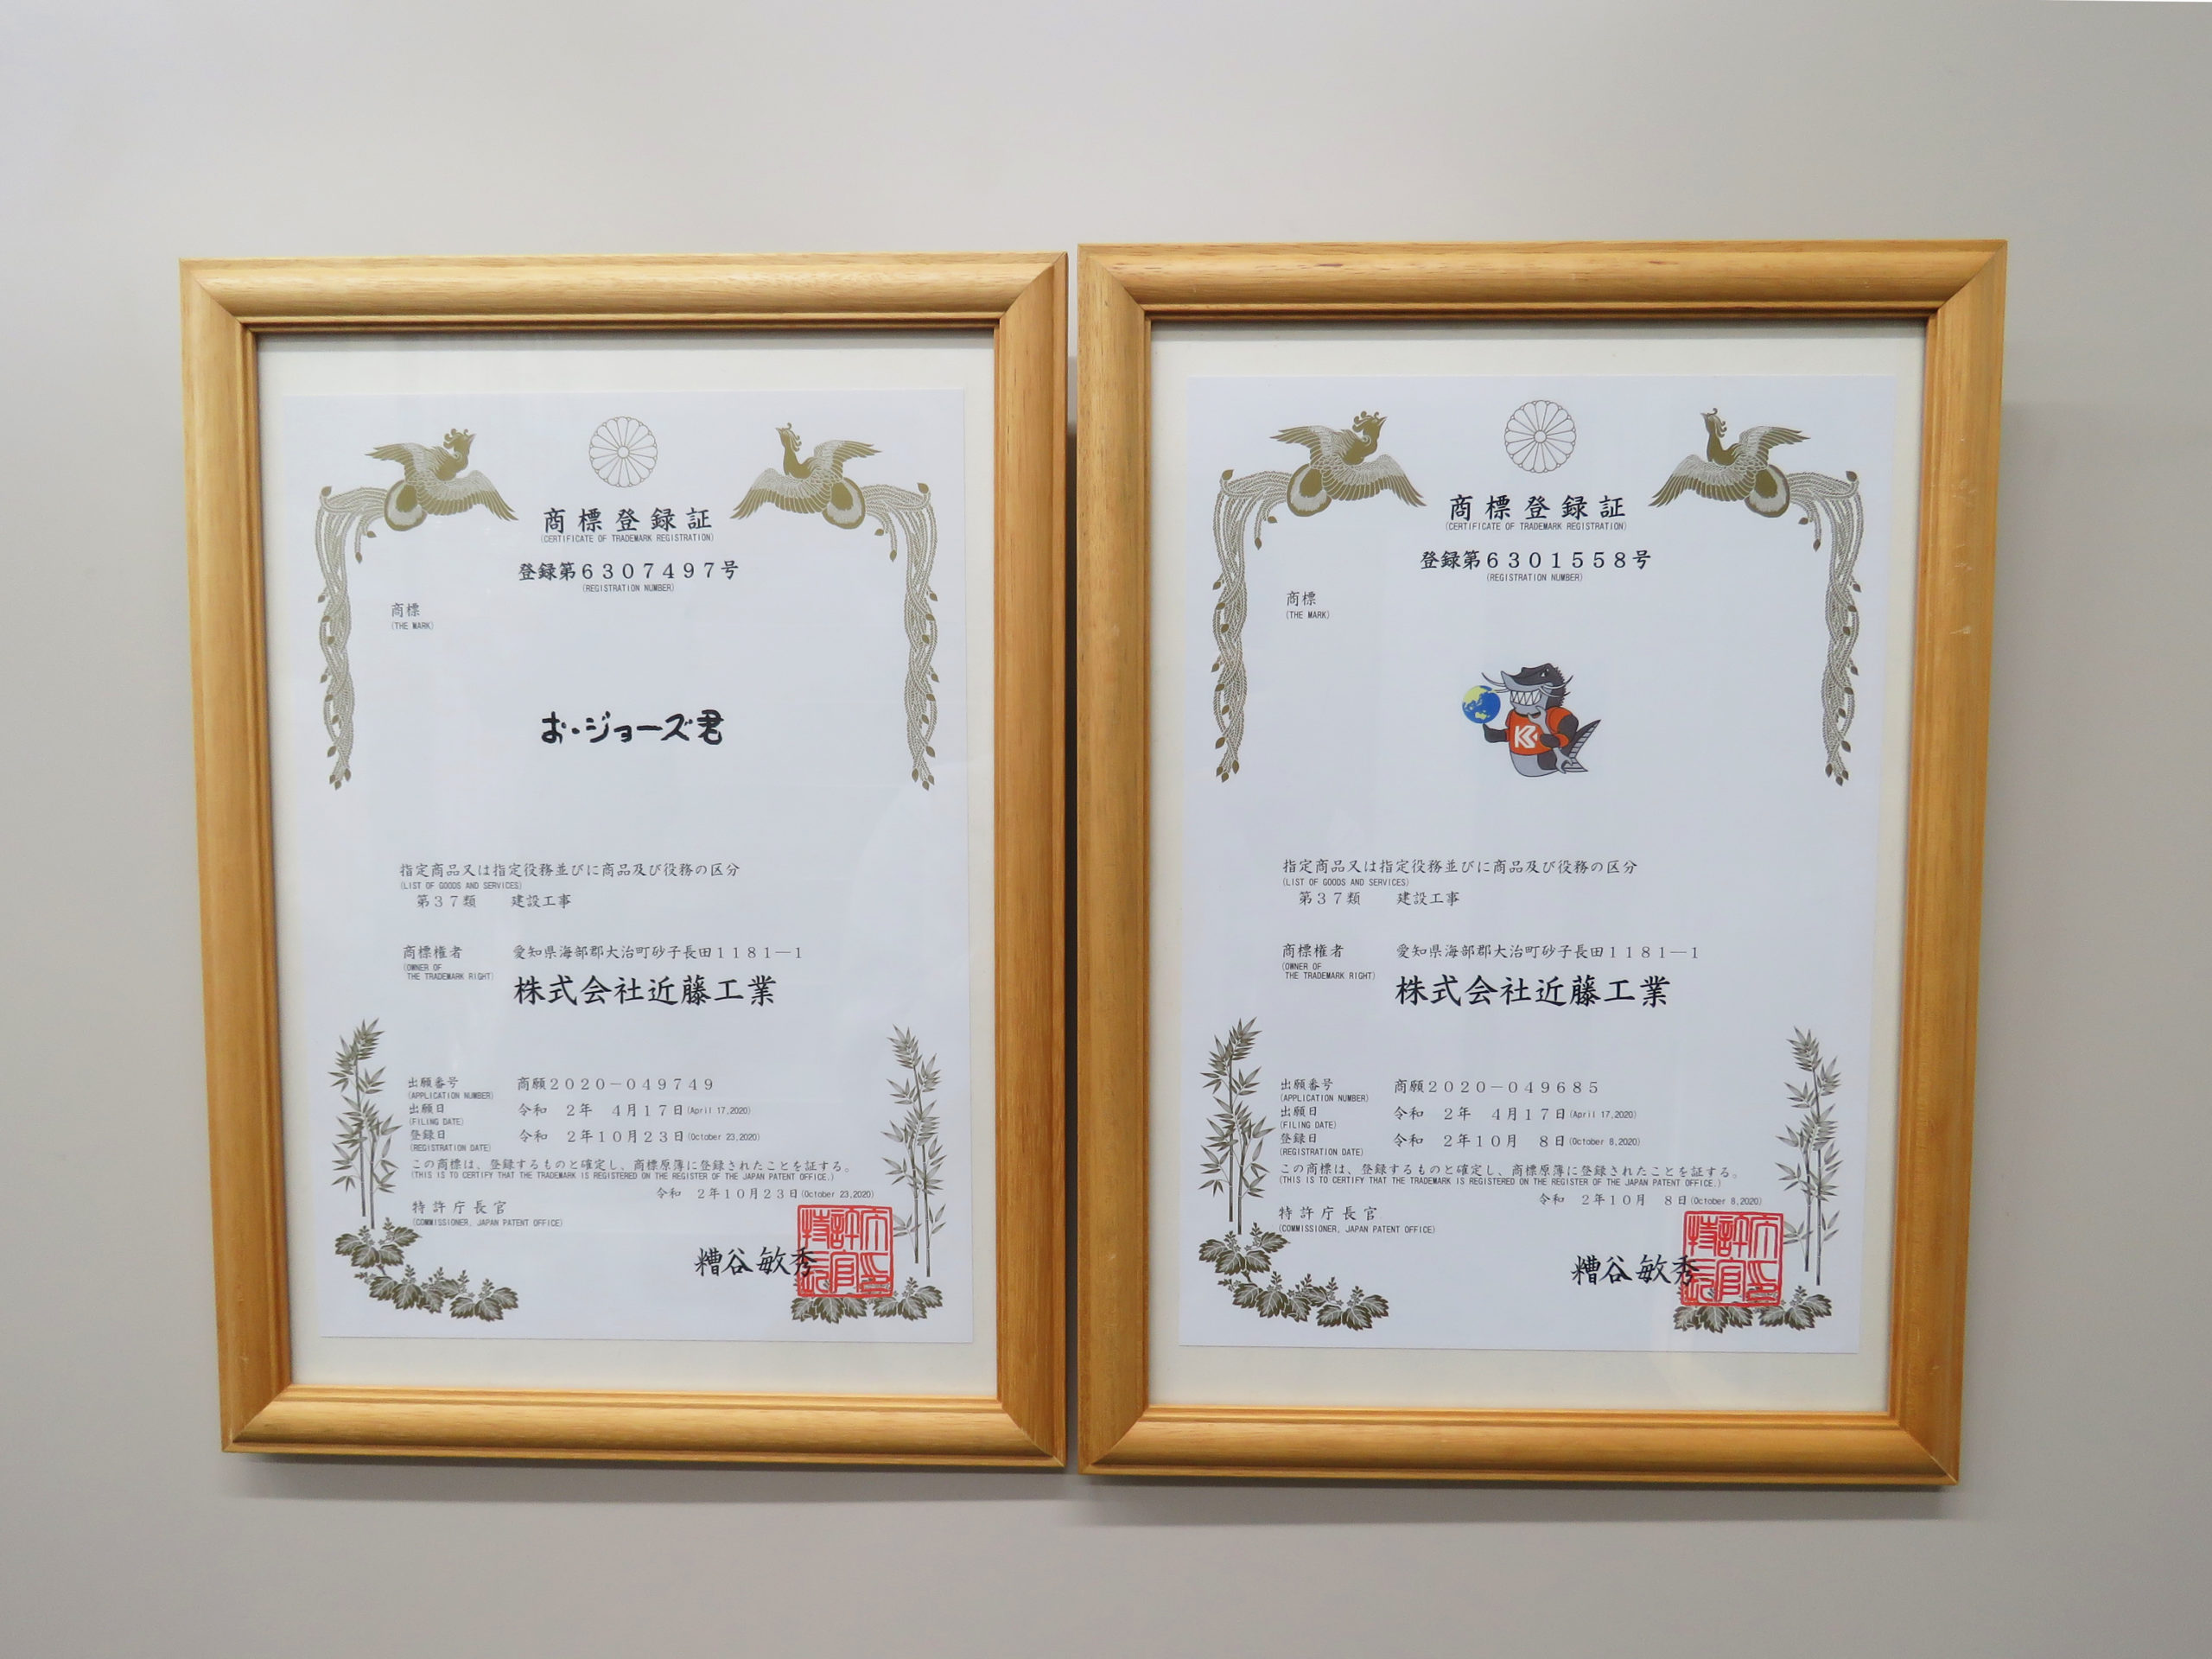 商標登録証
(CERTIFICATE OF TRADEMARK REGISTRATION)
登録第6307497号
(REGISTRATION NUMBER)
商標
(THE MARK)
お・ジョーズ君
指定商品又は指定役務並びに商品及び役務の区分
(LIST OF GOODS AND SERVICES)
第37類　建設工事
商標権者　愛知県海部郡大治町砂子長田1181―1
(OWNER OF
THE TRADEMARK RIGHT)
株式会社近藤工業
出願番号　商願2020－049749
(APPLICATION NUMBER)
出願日　令和　2年　4月17日(April 17,2020)
(FILING DATE)
登録日　令和　2年10月23日(October 23,2020)
(REGISTRATION DATE)
この商標は、登録するものと確定し、商標原簿に登録されたことを証する。
(THIS IS TO CERTIFY THAT THE TRADEMARK IS REGISTERED ON THE REGISTER OF THE JAPAN PATENT OFFICE.)
令和　2年10月23日(October 23,2020)
特許庁長官
(COMMISSIONER, JAPAN PATENT OFFICE)
糟谷敏秀
特許庁長官之印
商標登録証
(CERTIFICATE OF TRADEMARK REGISTRATION)
登録第6301558号
(REGISTRATION NUMBER)
商標
(THE MARK)
K
指定商品又は指定役務並びに商品及び役務の区分
(LIST OF GOODS AND SERVICES)
第37類　建設工事
商標権者　愛知県海部郡大治町砂子長田1181―1
(OWNER OF
THE TRADEMARK RIGHT)
株式会社近藤工業
出願番号　商願2020－049685
(APPLICATION NUMBER)
出願日　令和　2年　4月17日(April 17,2020)
(FILING DATE)
登録日　令和　2年10月　8日(October 8,2020)
(REGISTRATION DATE)
この商標は、登録するものと確定し、商標原簿に登録されたことを証する。
(THIS IS TO CERTIFY THAT THE TRADEMARK IS REGISTERED ON THE REGISTER OF THE JAPAN PATENT OFFICE.)
令和　2年10月　8日(October 8,2020)
特許庁長官
(COMMISSIONER, JAPAN PATENT OFFICE)
糟谷敏秀
特許庁長官之印